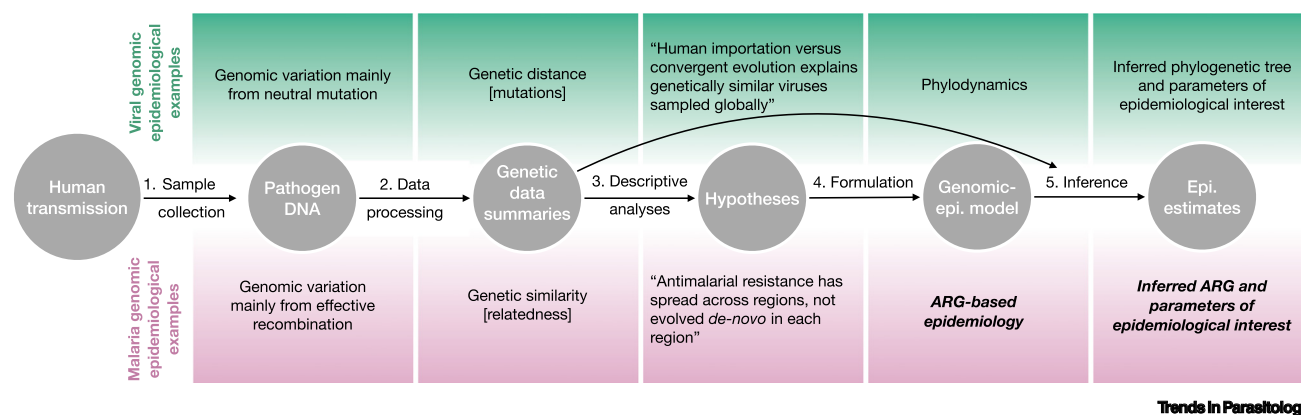 Viral genomic
epidemiological
examples
Genomic variation mainly
from neutral mutation
Genetic distance
[mutations]
“Human importation versus
convergent evolution explains
genetically similar viruses
sampled globally”
Phylodynamics
Inferred phylogenetic tree
and parameters of
epidemiological interest
Human
transmission
1. Sample
collection
Pathogen
DNA
2. Data
processing
Genetic
data
summaries
3. Descriptive
analyses
Hypotheses
4. Formulation
Genomic-
epi. model
5. Inference
Epi.
estimates
Malaria genomic
epidemiological
examples
Genomic variation
mainly from effective
recombination
Genetic similarity
[relatedness]
“Antimalarial resistance has
spread across regions, not
evolved de-novo in each
region”
ARG-based
epidemiology
Inferred ARG and
parameters of
epidemiological interest
Trends in